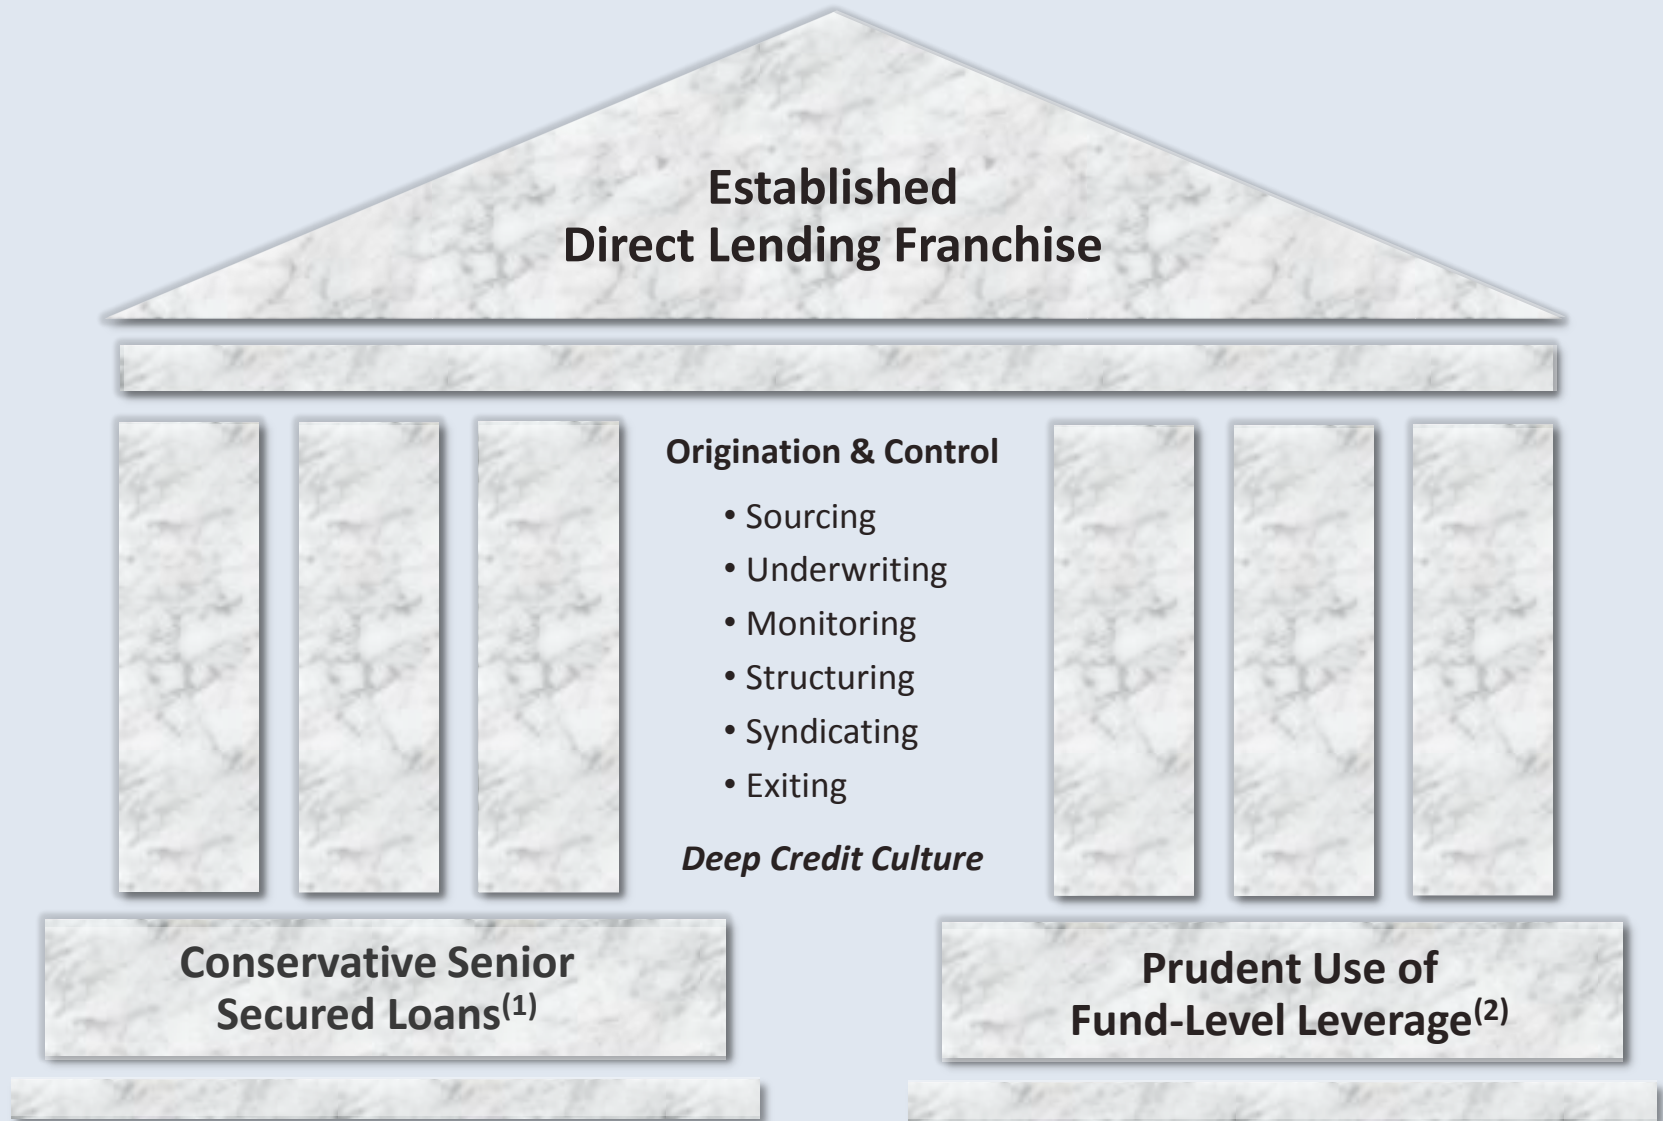 Established
Direct Lending Franchise
Origination & Control
• Sourcing
• Underwriting
• Monitoring
• Structuring
• Syndicating
• Exiting
Deep Credit Culture
Conservative Senior
Secured Loans(1)
Prudent Use of
Fund-Level Leverage(2)